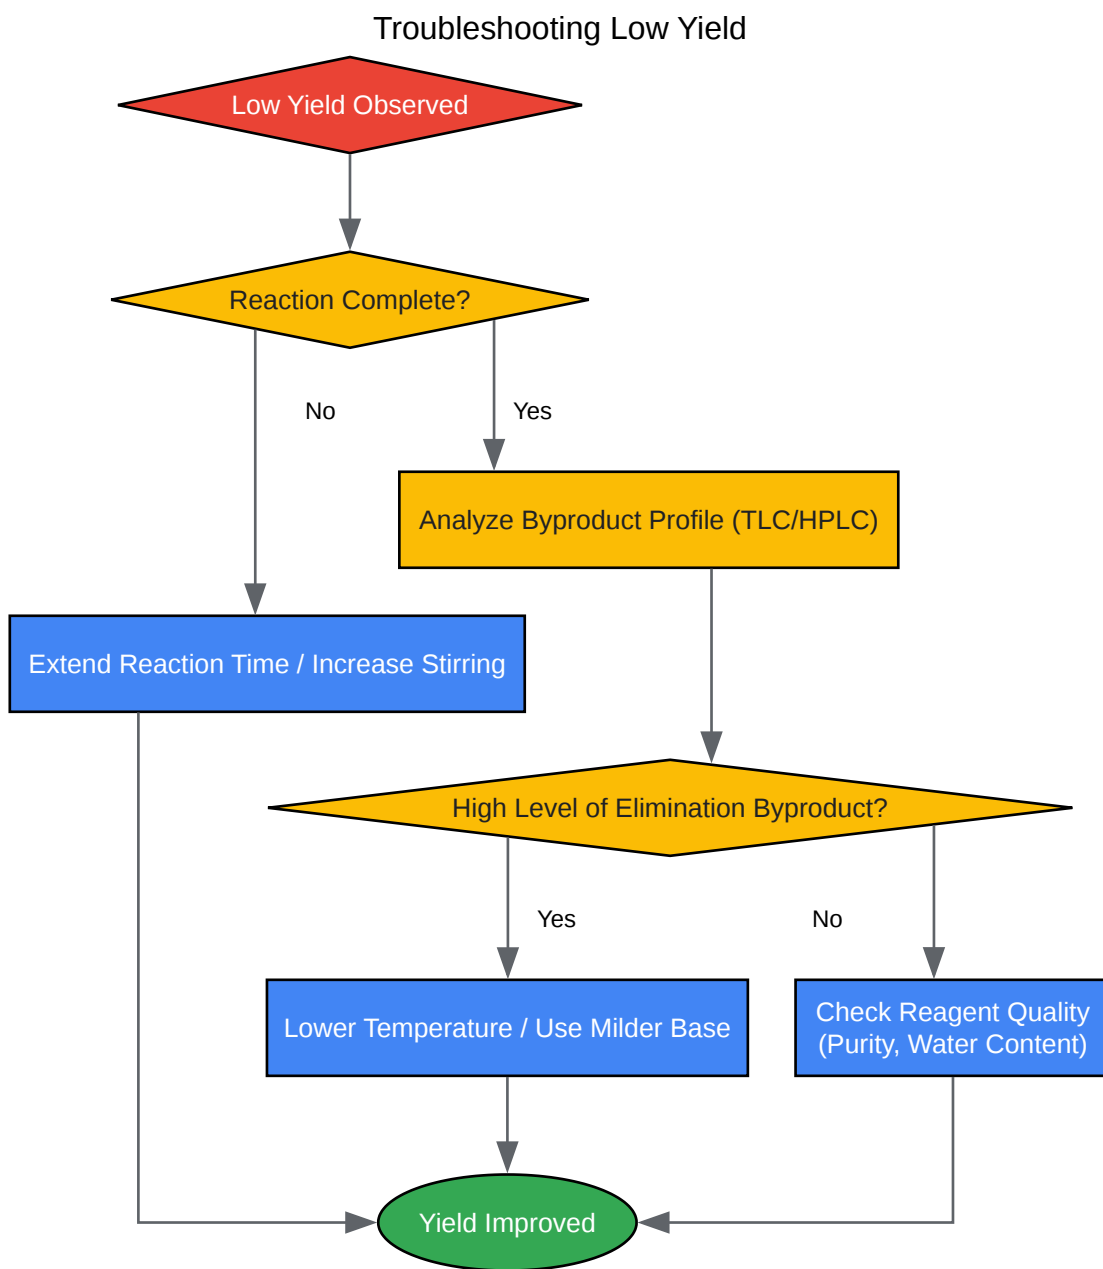 Troubleshooting Low Yield
Low Yield Observed
Reaction Complete?
No
Yes
Analyze Byproduct Profile (TLC/HPLC)
Extend Reaction Time / Increase Stirring
High Level of Elimination Byproduct?
Yes
No
Lower Temperature / Use Milder Base
Check Reagent Quality
(Purity, Water Content)
Yield Improved